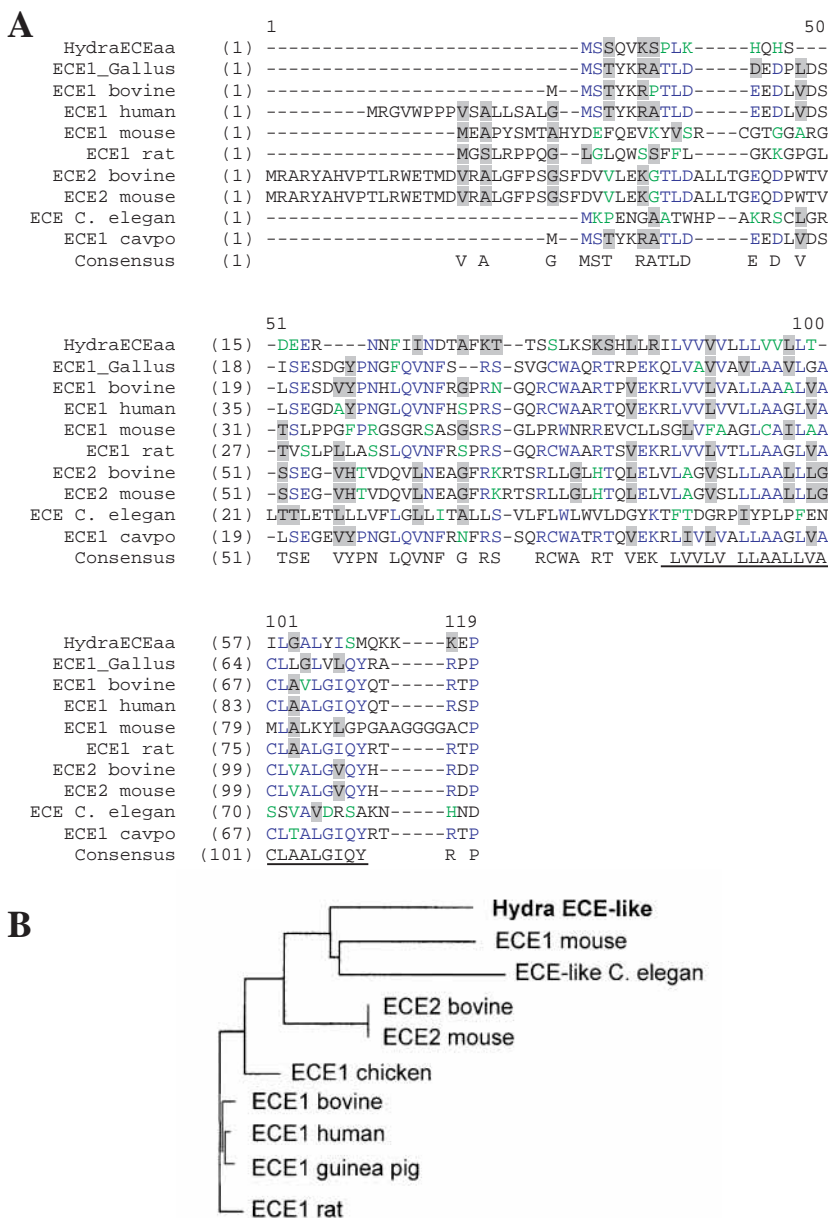 A
1 50
HydraECEaa (1) ----------------------------MSSQVKSPLK-----HQHS---
ECE1_Gallus (1) ----------------------------MSTYKRATLD-----DEDPLDS
ECE1 bovine (1) -------------------------M--MSTYKRPTLD-----EEDLVDS
ECE1 human (1) ---------MRGVWPPPVSALLSALG--MSTYKRATLD-----EEDLVDS
ECE1 mouse (1) -----------------MEAPYSMTAHYDEFQEVKYVSR---CGTGGARG
ECE1 rat (1) -----------------MGSLRPPQG--LGLQWSSFFL-----GKKGPGL
ECE2 bovine (1) MRARYAHVPTLRWETMDVRALGFPSGSFDVVLEKGTLDALLTGEQDPWTV
ECE2 mouse (1) MRARYAHVPTLRWETMDVRALGFPSGSFDVVLEKGTLDALLTGEQDPWTV
ECE C. elegan (1) ----------------------------MKPENGAATWHP--AKRSCLGR
ECE1 cavpo (1) -------------------------M--MSTYKRATLD-----EEDLVDS
Consensus (1) V A G MST RATLD E D V
51 100
HydraECEaa (15) -DEER----NNFIINDTAFKT--TSSLKSKSHLLRILVVVVLLLVVLLT-
ECE1_Gallus (18) -ISESDGYPNGFQVNFS--RS-SVGCWAQRTRPEKQLVAVVAVLAAVLGA
ECE1 bovine (19) -LSESDVYPNHLQVNFRGPRN-GQRCWAARTPVEKRLVVLVALLAAALVA
ECE1 human (35) -LSEGDAYPNGLQVNFHSPRS-GQRCWAARTQVEKRLVVLVVLLAAGLVA
ECE1 mouse (31) -TSLPPGFPRGSGRSASGSRS-GLPRWNRREVCLLSGLVFAAGLCAILAA
ECE1 rat (27) -TVSLPLLASSLQVNFRSPRS-GQRCWAARTSVEKRLVVLVTLLAAGLVA
ECE2 bovine (51) -SSEG-VHTVDQVLNEAGFRKRTSRLLGLHTQLELVLAGVSLLLAALLLG
ECE2 mouse (51) -SSEG-VHTVDQVLNEAGFRKRTSRLLGLHTQLELVLAGVSLLLAALLLG
ECE C. elegan (21) LTTLETLLLVFLGLLITALLS-VLFLWLWVLDGYKTFTDGRPIYPLPFEN
ECE1 cavpo (19) -LSEGEVYPNGLQVNFRNFRS-SQRCWATRTQVEKRLIVLVALLAAGLVA
Consensus (51) TSE VYPN LQVNF G RS RCWA RT VEK LVVLV LLAALLVA
101 119
HydraECEaa (57) ILGALYISMQKK----KEP
ECE1_Gallus (64) CLLGLVLQYRA-----RPP
ECE1 bovine (67) CLAVLGIQYQT-----RTP
ECE1 human (83) CLAALGIQYQT-----RSP
ECE1 mouse (79) MLALKYLGPGAAGGGGACP
ECE1 rat (75) CLAALGIQYRT-----RTP
ECE2 bovine (99) CLVALGVQYH------RDP
ECE2 mouse (99) CLVALGVQYH------RDP
ECE C. elegan (70) SSVAVDRSAKN-----HND
ECE1 cavpo (67) CLTALGIQYRT-----RTP
Consensus (101) CLAALGIQY R P
B
Hydra ECE-like
ECE1 mouse
ECE-like C. elegan
ECE2 bovine
ECE2 mouse
ECE1 chicken
ECE1 bovine
ECE1 human
ECE1 guinea pig
ECE1 rat